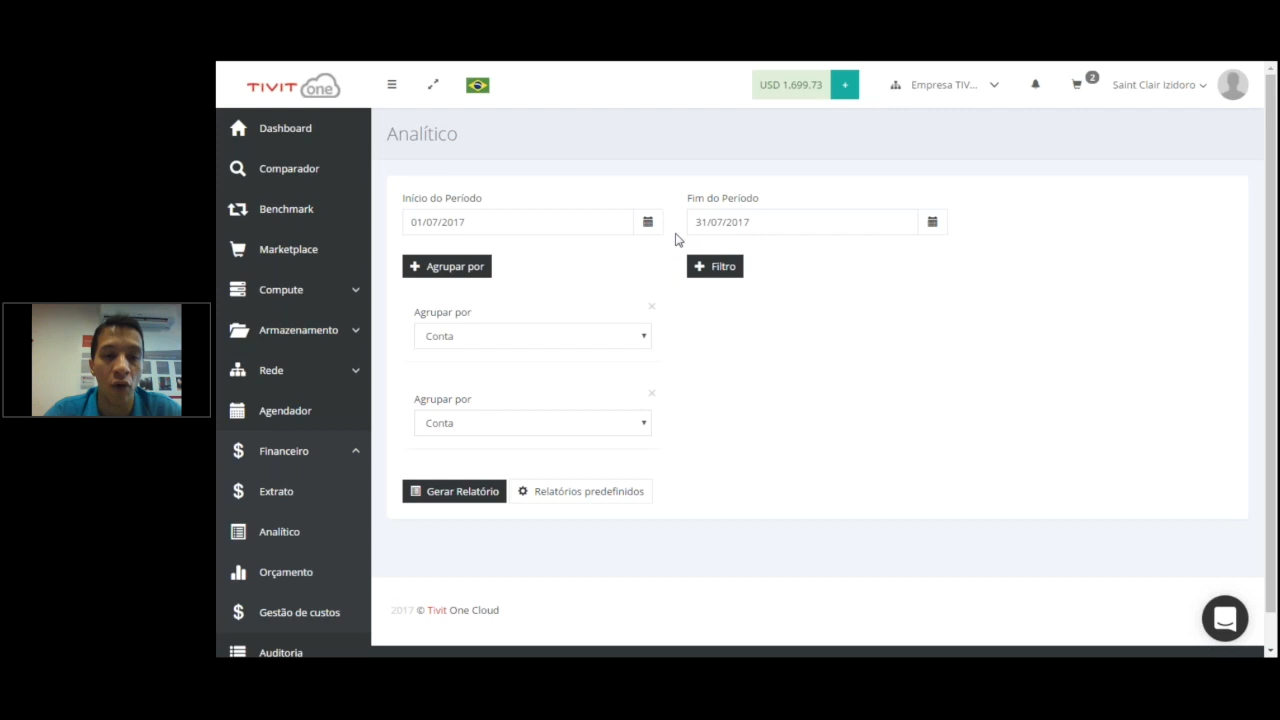 TIVIT one
USD 1,699.73
+
Empresa TIV...
2
Saint Clair Izidoro
Dashboard
Comparador
Benchmark
Marketplace
Compute
Armazenamento
Rede
Agendador
Financeiro
Extrato
Analítico
Orçamento
Gestão de custos
Auditoria
Analítico
Início do Período
Fim do Período
01/07/2017
31/07/2017
Agrupar por
Filtro
Agrupar por
Conta
Agrupar por
Conta
Gerar Relatório
Relatórios predefinidos
2017 © Tivit One Cloud